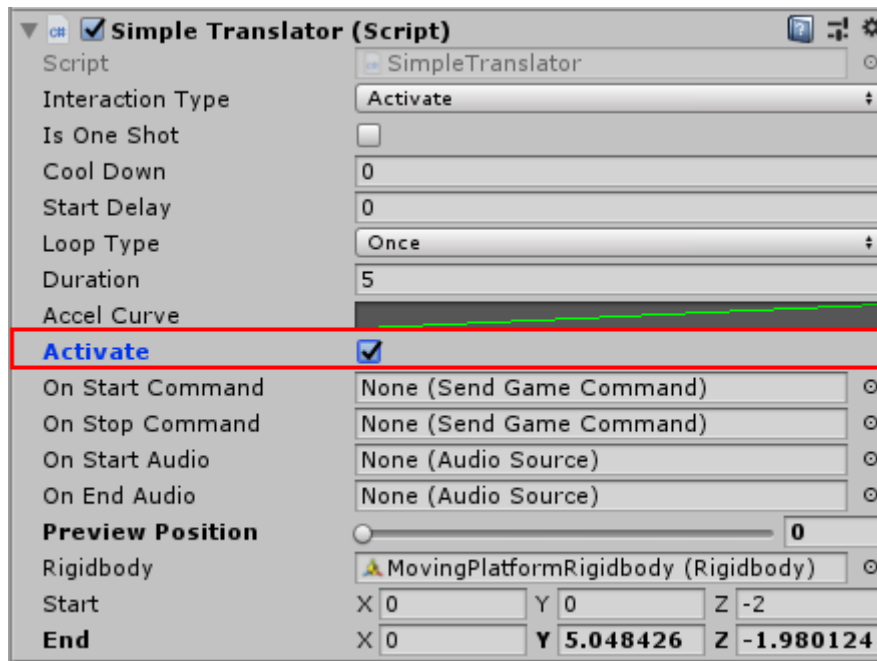 Simple Translator (Script)
Script SimpleTranslator
Interaction Type Activate
Is One Shot
Cool Down 0
Start Delay 0
Loop Type Once
Duration 5
Accel Curve
Activate
On Start Command None (Send Game Command)
On Stop Command None (Send Game Command)
On Start Audio None (Audio Source)
On End Audio None (Audio Source)
Preview Position 0
Rigidbody MovingPlatformRigidbody (Rigidbody)
Start X 0 Y 0 Z -2
End X 0 Y 5.048426 Z -1.980124